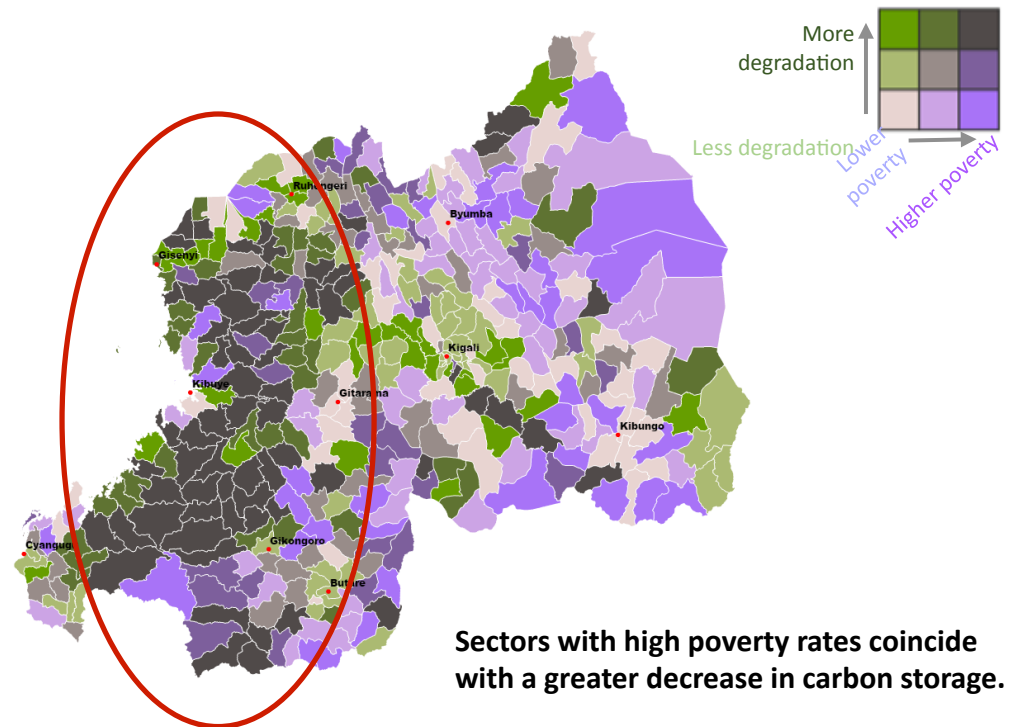 More
degradation
Less degradation
Lower
poverty
Higher poverty
Ruhengeri
Byumba
Gisenyi
Kigali
Kibuye
Gitarama
Kibungo
Cyangugu
Gikongoro
Butare
Sectors with high poverty rates coincide
with a greater decrease in carbon storage.